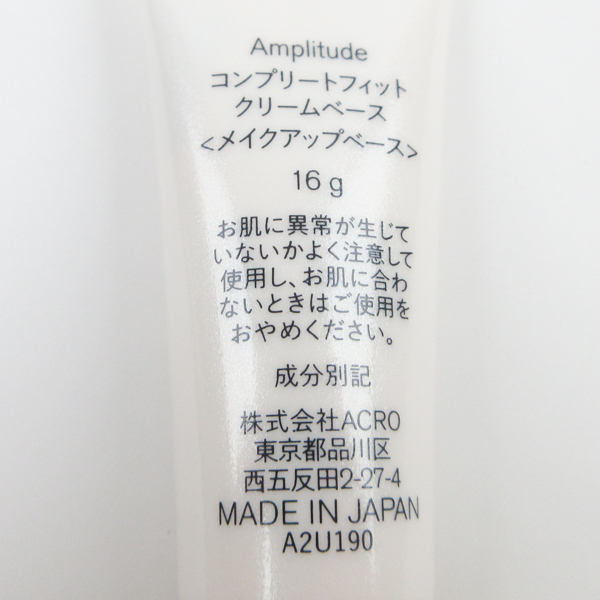 Amplitude
コンプリートフィット
クリームベース
<メイクアップベース>
16 g
お肌に異常が生じて
いないかよく注意して
使用し、お肌に合わ
ないときはご使用を
おやめください。
成分別記
株式会社ACRO
東京都品川区
西五反田2-27-4
MADE IN JAPAN
A2U190